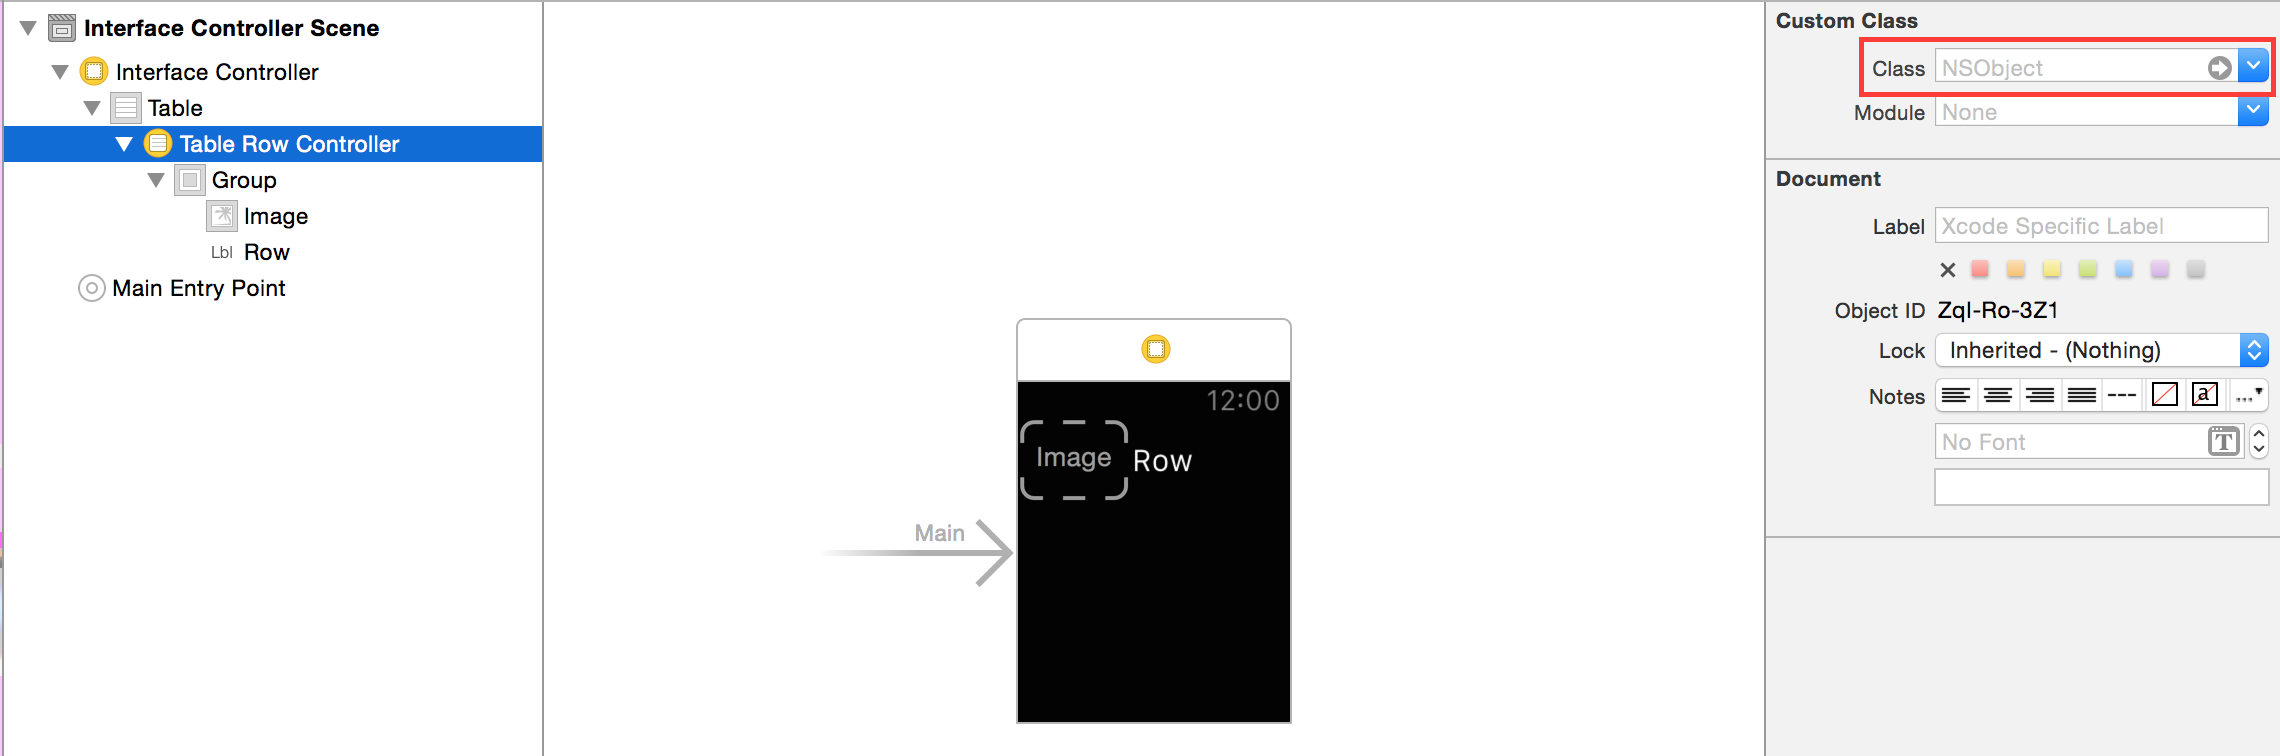 Interface Controller Scene
Interface Controller
Table
Table Row Controller
Group
Image
Lbl Row
Main Entry Point
Main
12:00
Image Row
Custom Class
Class NSObject
Module None
Document
Label Xcode Specific Label
Object ID ZqI-Ro-3Z1
Lock Inherited - (Nothing)
Notes --- a ...
No Font T